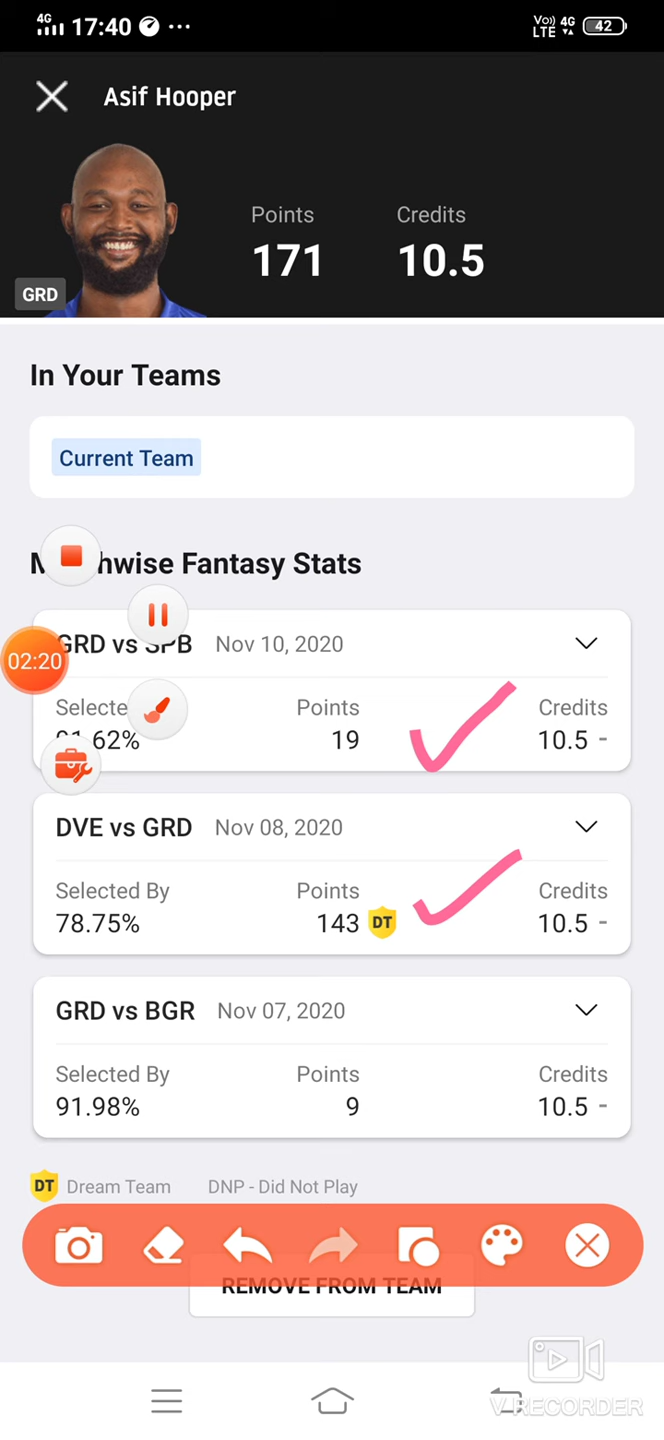 4G 17:40 ... Vo)) LTE 4G 42
Asif Hooper
Points Credits
171 10.5
GRD
In Your Teams
Current Team
hwise Fantasy Stats
GRD vs SPB Nov 10, 2020
Selecte Points Credits
62% 19 10.5 -
02:20
DVE vs GRD Nov 08, 2020
Selected By Points Credits
78.75% 143 DT 10.5 -
GRD vs BGR Nov 07, 2020
Selected By Points Credits
91.98% 9 10.5 -
DT Dream Team DNP - Did Not Play
REMOVE FROM TEAM
V RECORDER